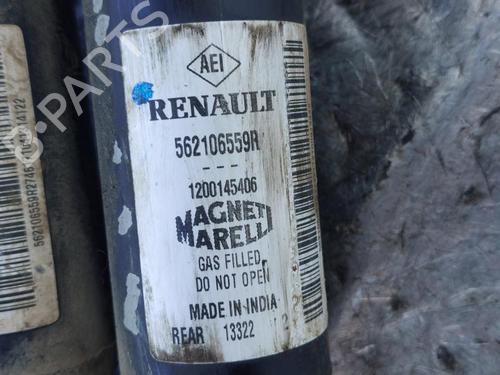 AEI
RENAULT
562106559R
---
1200145406
MAGNETI
MARELLI
GAS FILLED
DO NOT OPEN
MADE IN INDIA
REAR 13322
B-PARTS